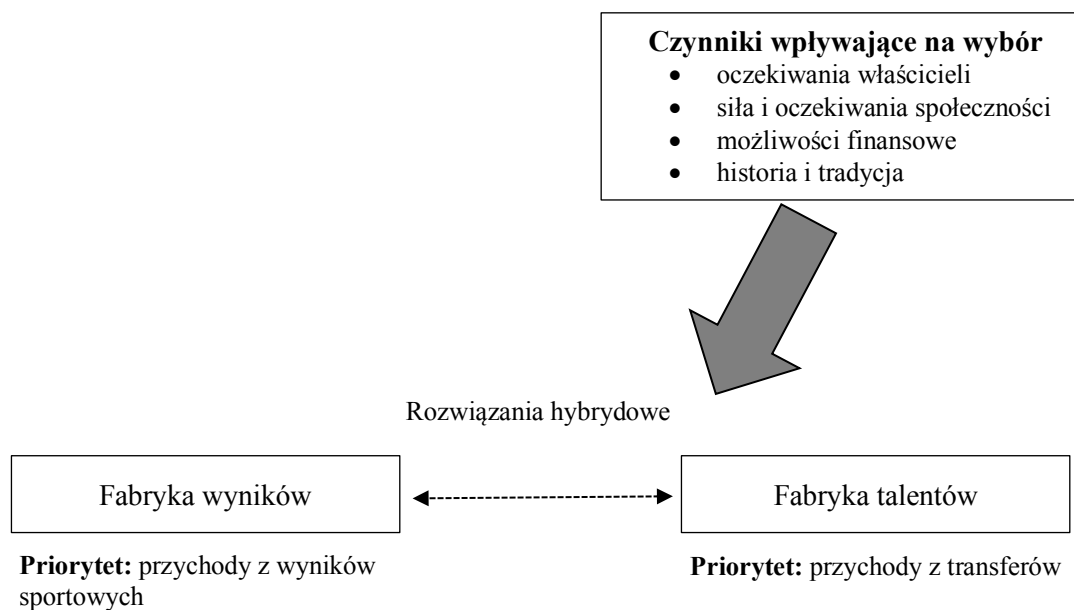 Czynniki wpływające na wybór
• oczekiwania właścicieli
• siła i oczekiwania społeczności
• możliwości finansowe
• historia i tradycja
Rozwiązania hybrydowe
Fabryka wyników
Fabryka talentów
Priorytet: przychody z wyników
sportowych
Priorytet: przychody z transferów